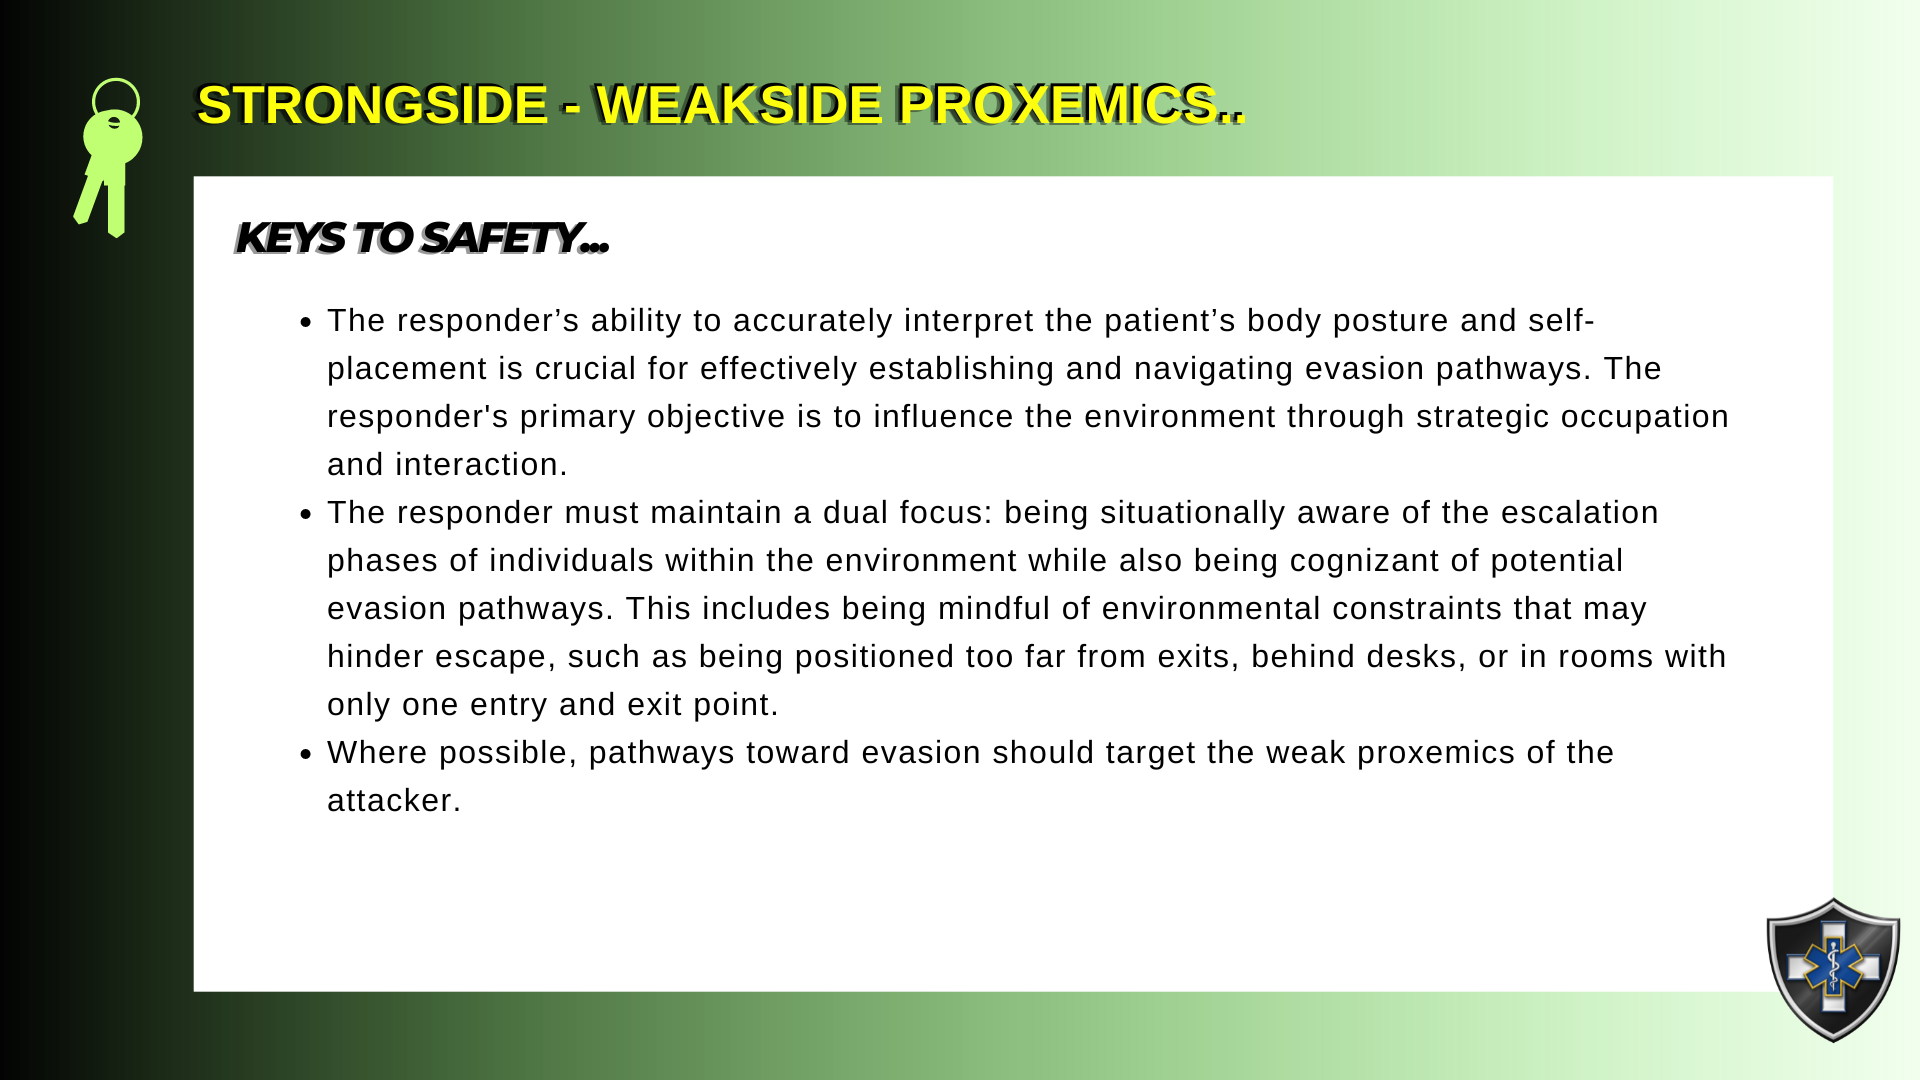 STRONGSIDE - WEAKSIDE PROXEMICS..
KEYS TO SAFETY...
• The responder’s ability to accurately interpret the patient’s body posture and self-
placement is crucial for effectively establishing and navigating evasion pathways. The
responder's primary objective is to influence the environment through strategic occupation
and interaction.
• The responder must maintain a dual focus: being situationally aware of the escalation
phases of individuals within the environment while also being cognizant of potential
evasion pathways. This includes being mindful of environmental constraints that may
hinder escape, such as being positioned too far from exits, behind desks, or in rooms with
only one entry and exit point.
• Where possible, pathways toward evasion should target the weak proxemics of the
attacker.